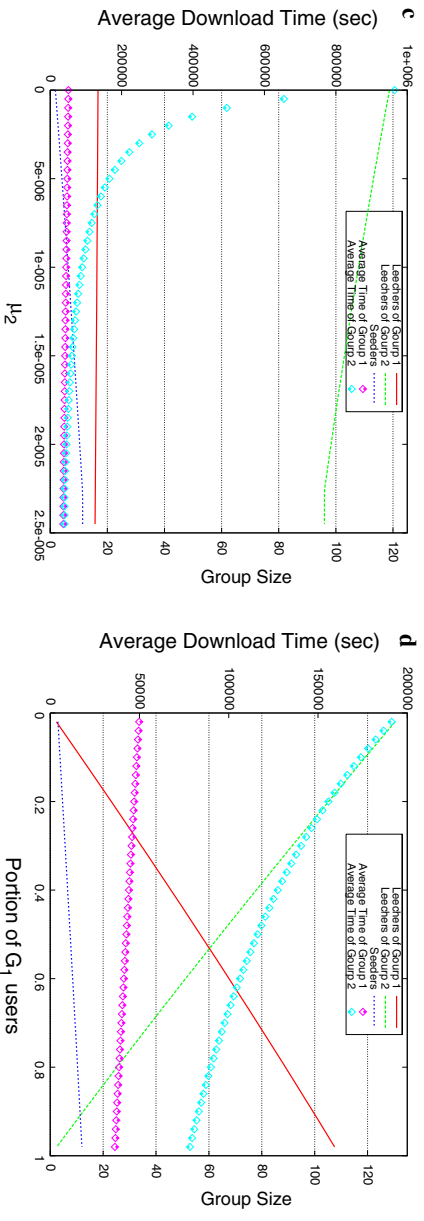 c
Average Download Time (sec)
0
200000
400000
600000
800000
1e+006
Leechers of Gourp 1
Leechers of Gourp 2
Seeders
Average Time of Group 1
Average Time of Gourp 2
0
5e-006
1e-005
1.5e-005
2e-005
2.5e-005
μ2
0
20
40
60
80
100
120
Group Size
d
Average Download Time (sec)
0
50000
100000
150000
200000
Leechers of Gourp 1
Leechers of Gourp 2
Seeders
Average Time of Group 1
Average Time of Gourp 2
0
0.2
0.4
0.6
0.8
1
Portion of G1 users
0
20
40
60
80
100
120
Group Size